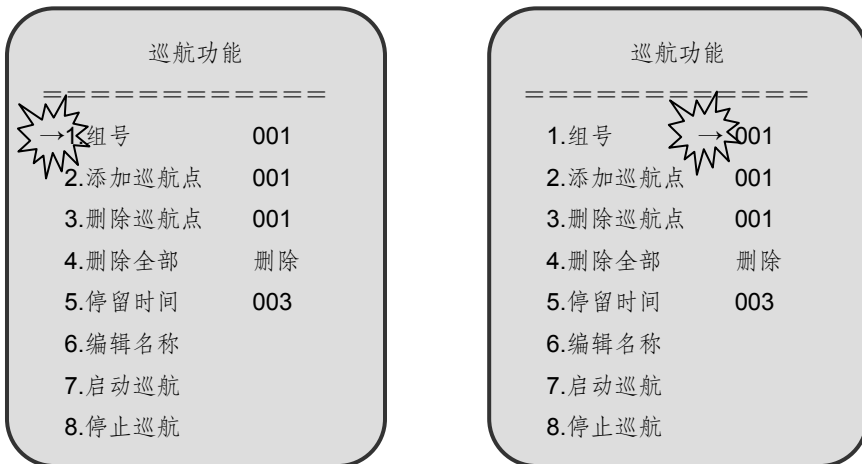 巡航功能
============
→1.组号 001
2.添加巡航点 001
3.删除巡航点 001
4.删除全部 删除
5.停留时间 003
6.编辑名称
7.启动巡航
8.停止巡航
巡航功能
============
1.组号 →001
2.添加巡航点 001
3.删除巡航点 001
4.删除全部 删除
5.停留时间 003
6.编辑名称
7.启动巡航
8.停止巡航